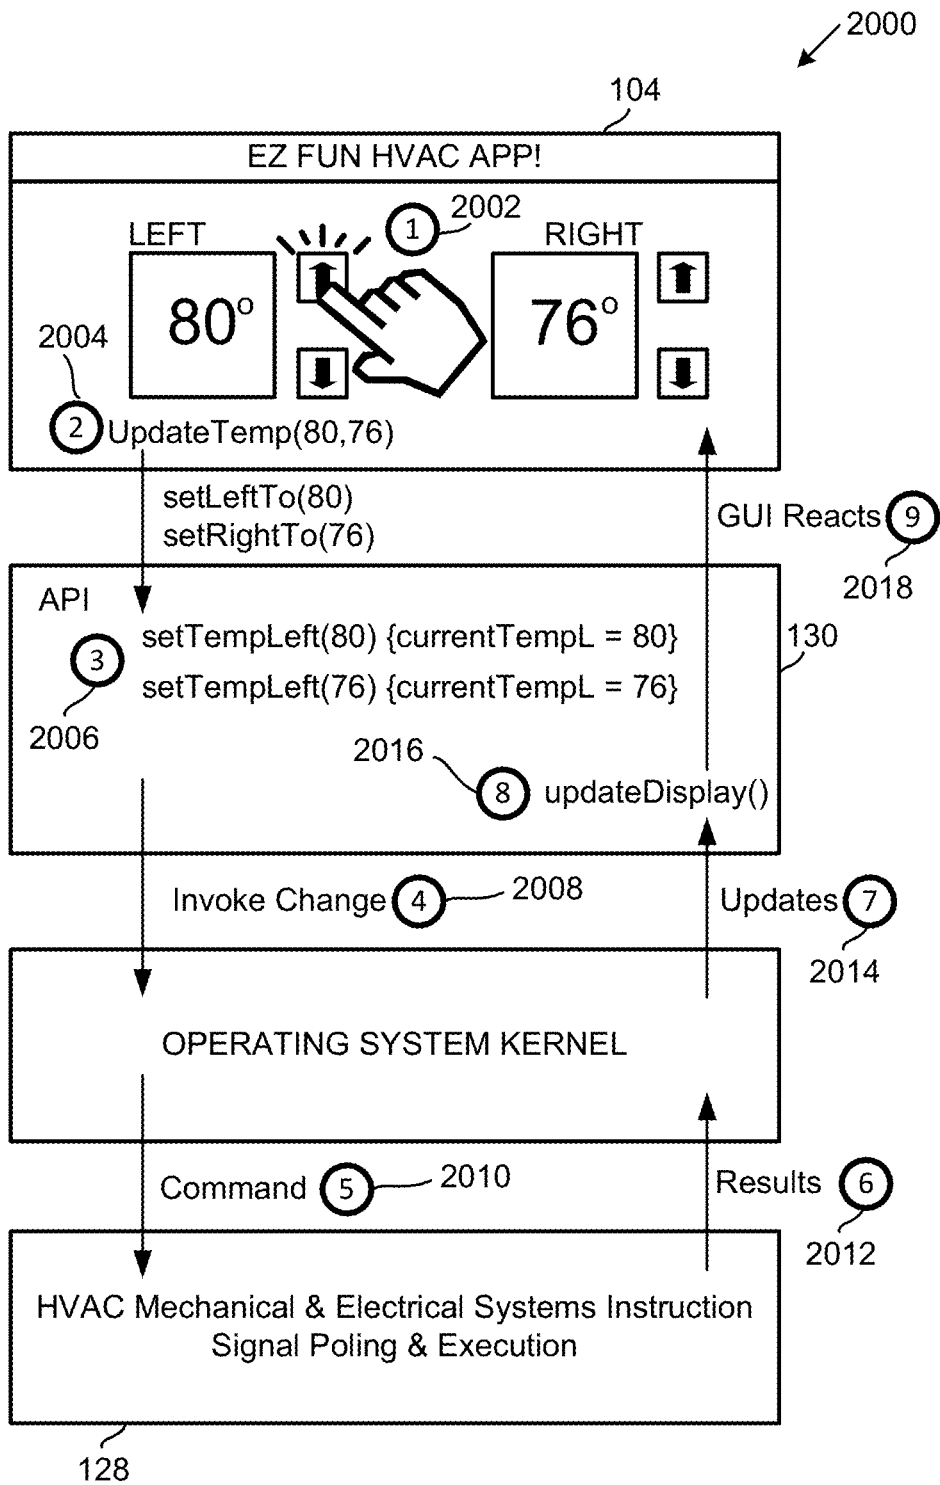 2000
104
EZ FUN HVAC APP!
1 2002
LEFT
RIGHT
80°
76°
2004
2 UpdateTemp(80,76)
setLeftTo(80)
setRightTo(76)
GUI Reacts 9
2018
API
130
3 setTempLeft(80) {currentTempL = 80}
setTempLeft(76) {currentTempL = 76}
2006
2016
8 updateDisplay()
Invoke Change 4 2008
Updates 7
2014
OPERATING SYSTEM KERNEL
Command 5 2010
Results 6
2012
HVAC Mechanical & Electrical Systems Instruction
Signal Poling & Execution
128